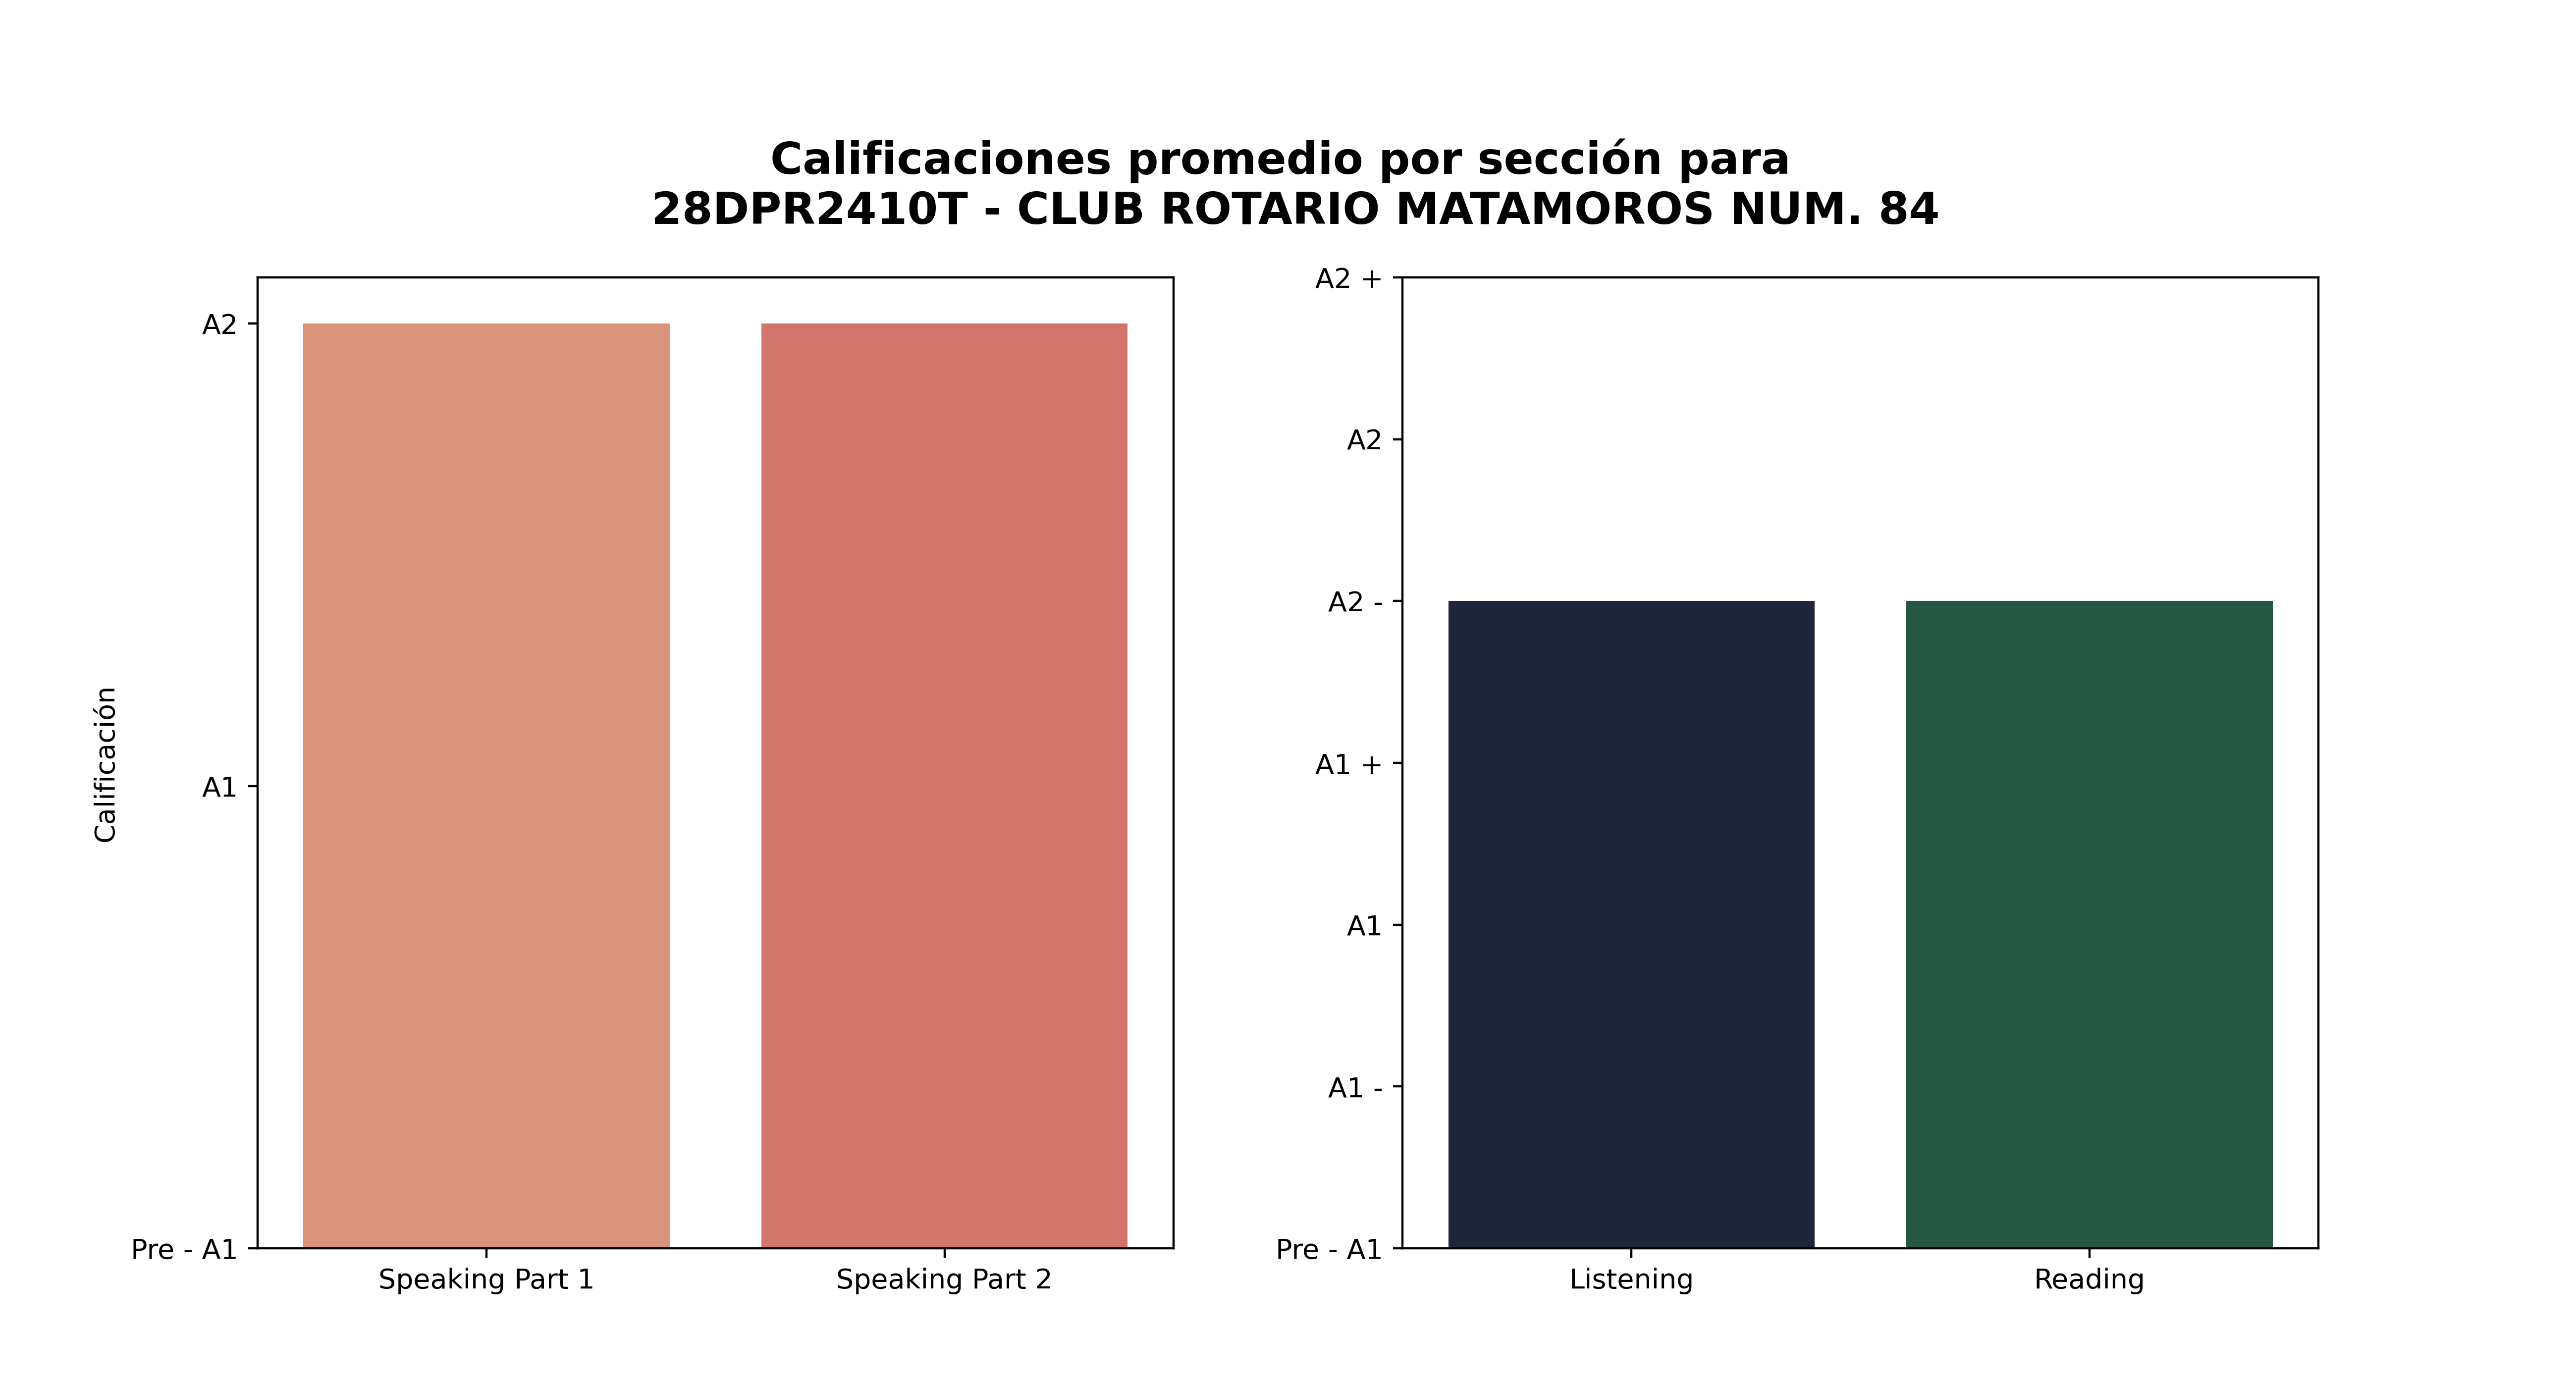 Calificaciones promedio por sección para
28DPR2410T - CLUB ROTARIO MATAMOROS NUM. 84
Calificación
A2
A1
Pre - A1
Speaking Part 1
Speaking Part 2
A2 +
A2
A2 -
A1 +
A1
A1 -
Pre - A1
Listening
Reading